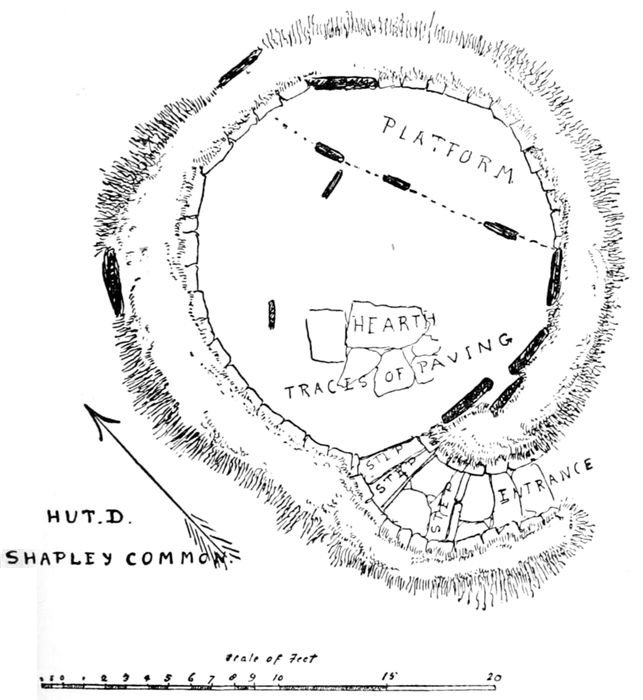 PLATFORM
HEARTH
TRACES OF PAVING
STEP
STEP
STEP
ENTRANCE
HUT.D.
SHAPLEY COMMON.
Scale of Feet
0 1 2 3 4 5 6 7 8 9 10 15 20